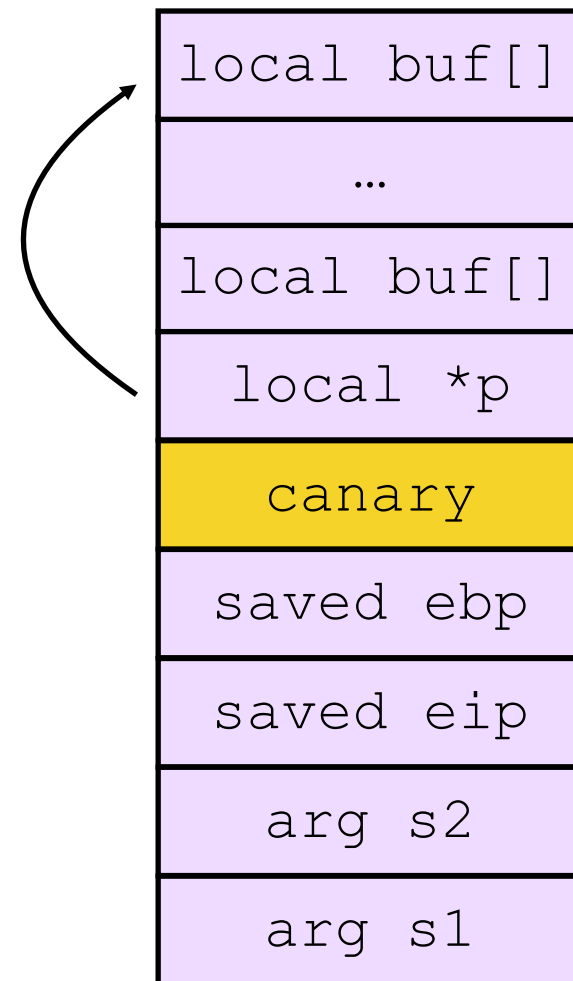 local buf[]
…
local buf[]
local *p
canary
saved ebp
saved eip
arg s2
arg s1